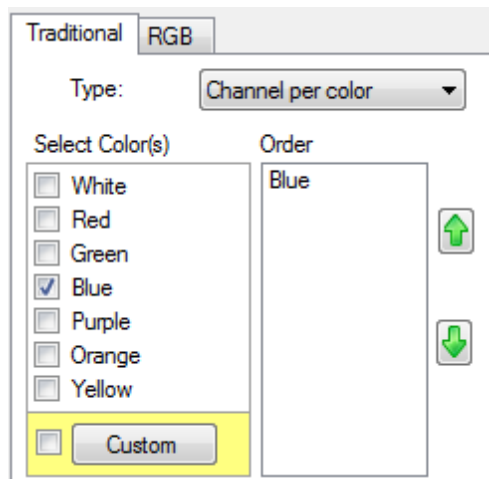 Traditional RGB
Type: Channel per color
Select Color(s) Order
White Blue
Red
Green
Blue
Purple
Orange
Yellow
Custom